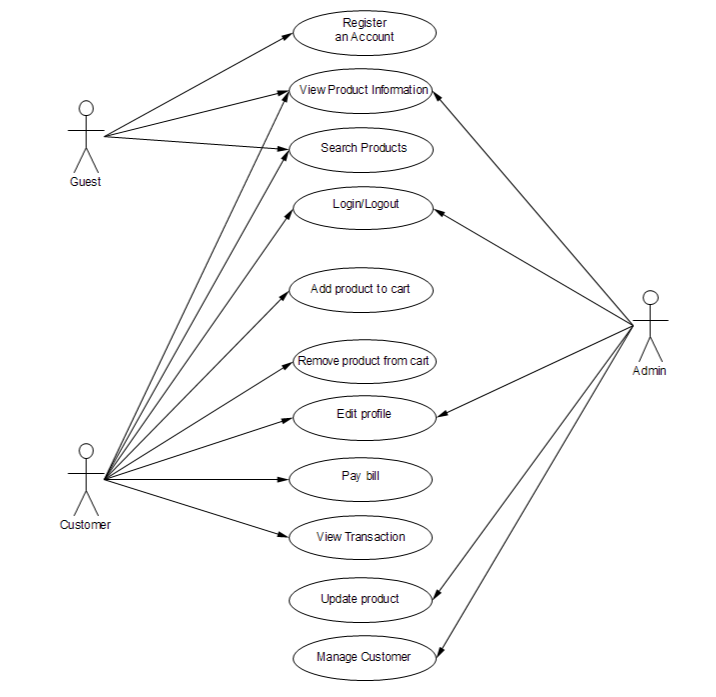 Register
an Account
View Product Information
Search Products
Guest
Login/Logout
Add product to cart
Remove product from cart
Admin
Edit profile
Pay bill
Customer
View Transaction
Update product
Manage Customer